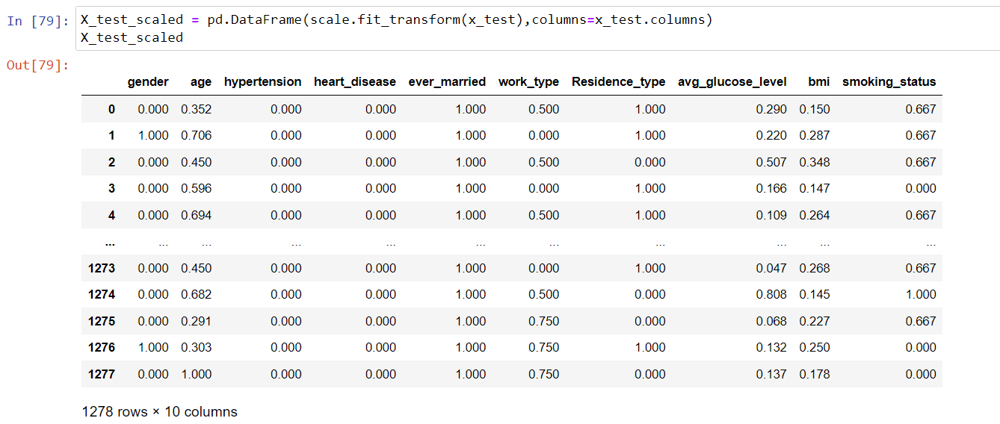 In [79]: X_test_scaled = pd.DataFrame(scale.fit_transform(x_test),columns=x_test.columns)
X_test_scaled
Out[79]:
gender age hypertension heart_disease ever_married work_type Residence_type avg_glucose_level bmi smoking_status
0 0.000 0.352 0.000 0.000 1.000 0.500 1.000 0.290 0.150 0.667
1 1.000 0.706 0.000 0.000 1.000 0.000 1.000 0.220 0.287 0.667
2 0.000 0.450 0.000 0.000 1.000 0.500 0.000 0.507 0.348 0.667
3 0.000 0.596 0.000 0.000 1.000 0.000 1.000 0.166 0.147 0.000
4 0.000 0.694 0.000 0.000 1.000 0.500 1.000 0.109 0.264 0.667
... ... ... ... ... ... ... ... ... ... ...
1273 0.000 0.450 0.000 0.000 1.000 0.000 1.000 0.047 0.268 0.667
1274 0.000 0.682 0.000 0.000 1.000 0.500 0.000 0.808 0.145 1.000
1275 0.000 0.291 0.000 0.000 1.000 0.750 0.000 0.068 0.227 0.667
1276 1.000 0.303 0.000 0.000 1.000 0.750 1.000 0.132 0.250 0.000
1277 0.000 1.000 0.000 0.000 1.000 0.750 0.000 0.137 0.178 0.000
1278 rows × 10 columns